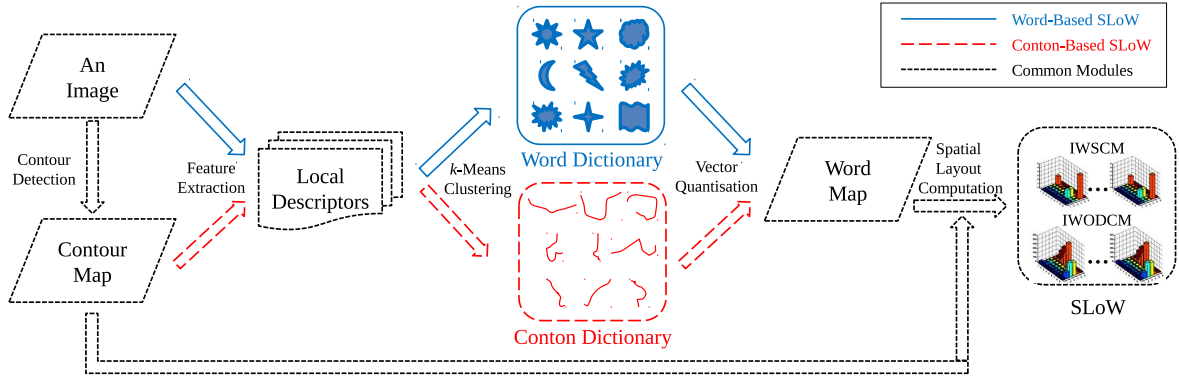 An
Image
Contour
Detection
Contour
Map
Feature
Extraction
Local
Descriptors
k-Means
Clustering
Word Dictionary
Conton Dictionary
Vector
Quantisation
Word
Map
Spatial
Layout
Computation
Word-Based SLoW
Conton-Based SLoW
Common Modules
IWSCM
IWODCM
SLoW